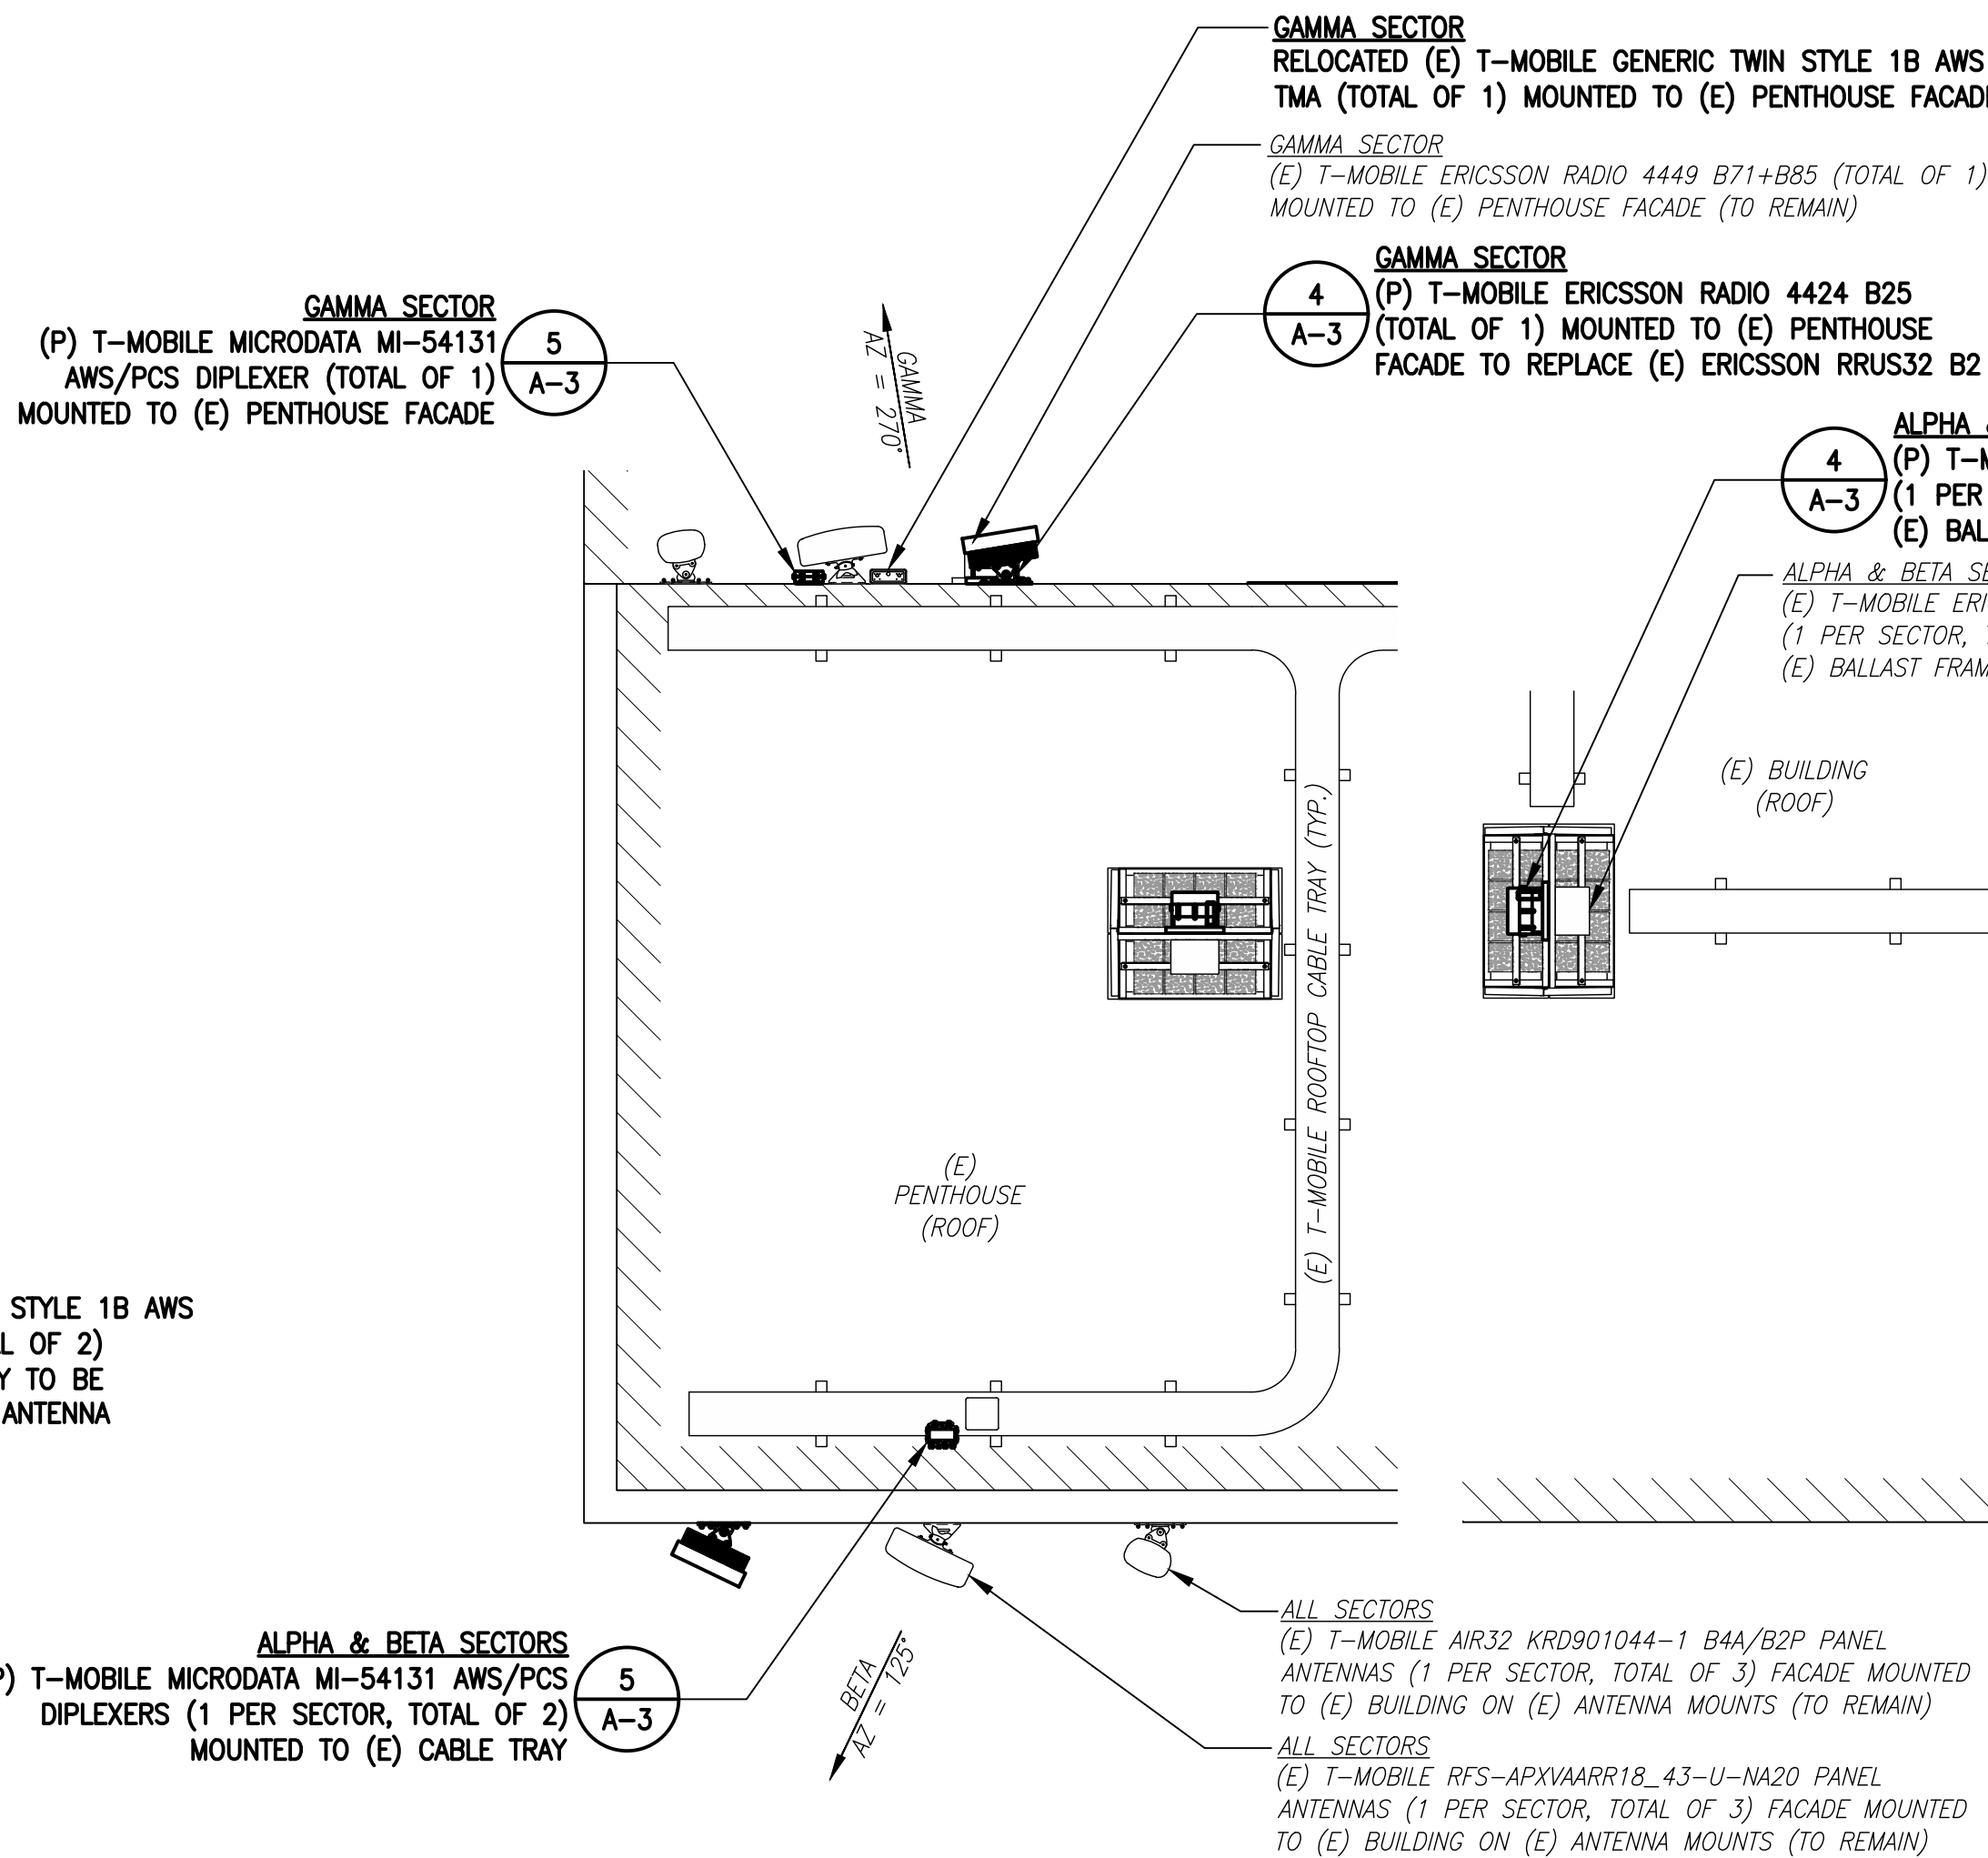 GAMMA SECTOR
RELOCATED (E) T-MOBILE GENERIC TWIN STYLE 1B AWS
TMA (TOTAL OF 1) MOUNTED TO (E) PENTHOUSE
GAMMA SECTOR
(E) T-MOBILE ERICSSON RADIO 4449 B71+B85 (TOTAL OF 1)
MOUNTED TO (E) PENTHOUSE FACADE (TO REMAIN)
4
A-3
GAMMA SECTOR
(P) T-MOBILE ERICSSON RADIO 4424 B25
(TOTAL OF 1) MOUNTED TO (E) PENTHOUSE
FACADE TO REPLACE (E) ERICSSON RRUS32 B2
GAMMA SECTOR
(P) T-MOBILE MICRODATA MI-54131
AWS/PCS DIPLEXER (TOTAL OF 1)
MOUNTED TO (E) PENTHOUSE FACADE
5
A-3
GAMMA
AZ = 270°
4
A-3
ALPHA
(P)
(1 PER
(E)
ALPHA & BETA
(E) T-MOBILE
(1 PER SECTOR,
(E) BALLAST
(E) BUILDING
(ROOF)
(E) T-MOBILE ROOFTOP CABLE TRAY (TYP.)
(E)
PENTHOUSE
(ROOF)
STYLE 1B AWS
OF 2)
TO BE
ANTENNA
ALPHA & BETA SECTORS
T-MOBILE MICRODATA MI-54131 AWS/PCS
DIPLEXERS (1 PER SECTOR, TOTAL OF 2)
MOUNTED TO (E) CABLE TRAY
5
A-3
BETA
AZ = 125°
ALL SECTORS
(E) T-MOBILE AIR32 KRD901044-1 B4A/B2P PANEL
ANTENNAS (1 PER SECTOR, TOTAL OF 3) FACADE MOUNTED
TO (E) BUILDING ON (E) ANTENNA MOUNTS (TO REMAIN)
ALL SECTORS
(E) T-MOBILE RFS-APXVAARR18_43-U-NA20 PANEL
ANTENNAS (1 PER SECTOR, TOTAL OF 3) FACADE MOUNTED
TO (E) BUILDING ON (E) ANTENNA MOUNTS (TO REMAIN)